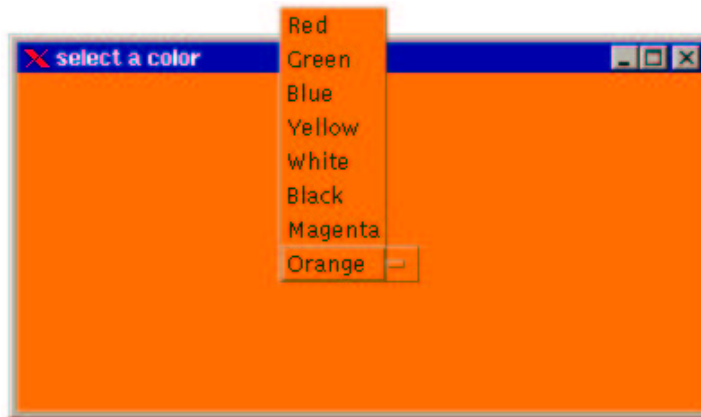 Red
select a color
Green
Blue
Yellow
White
Black
Magenta
Orange